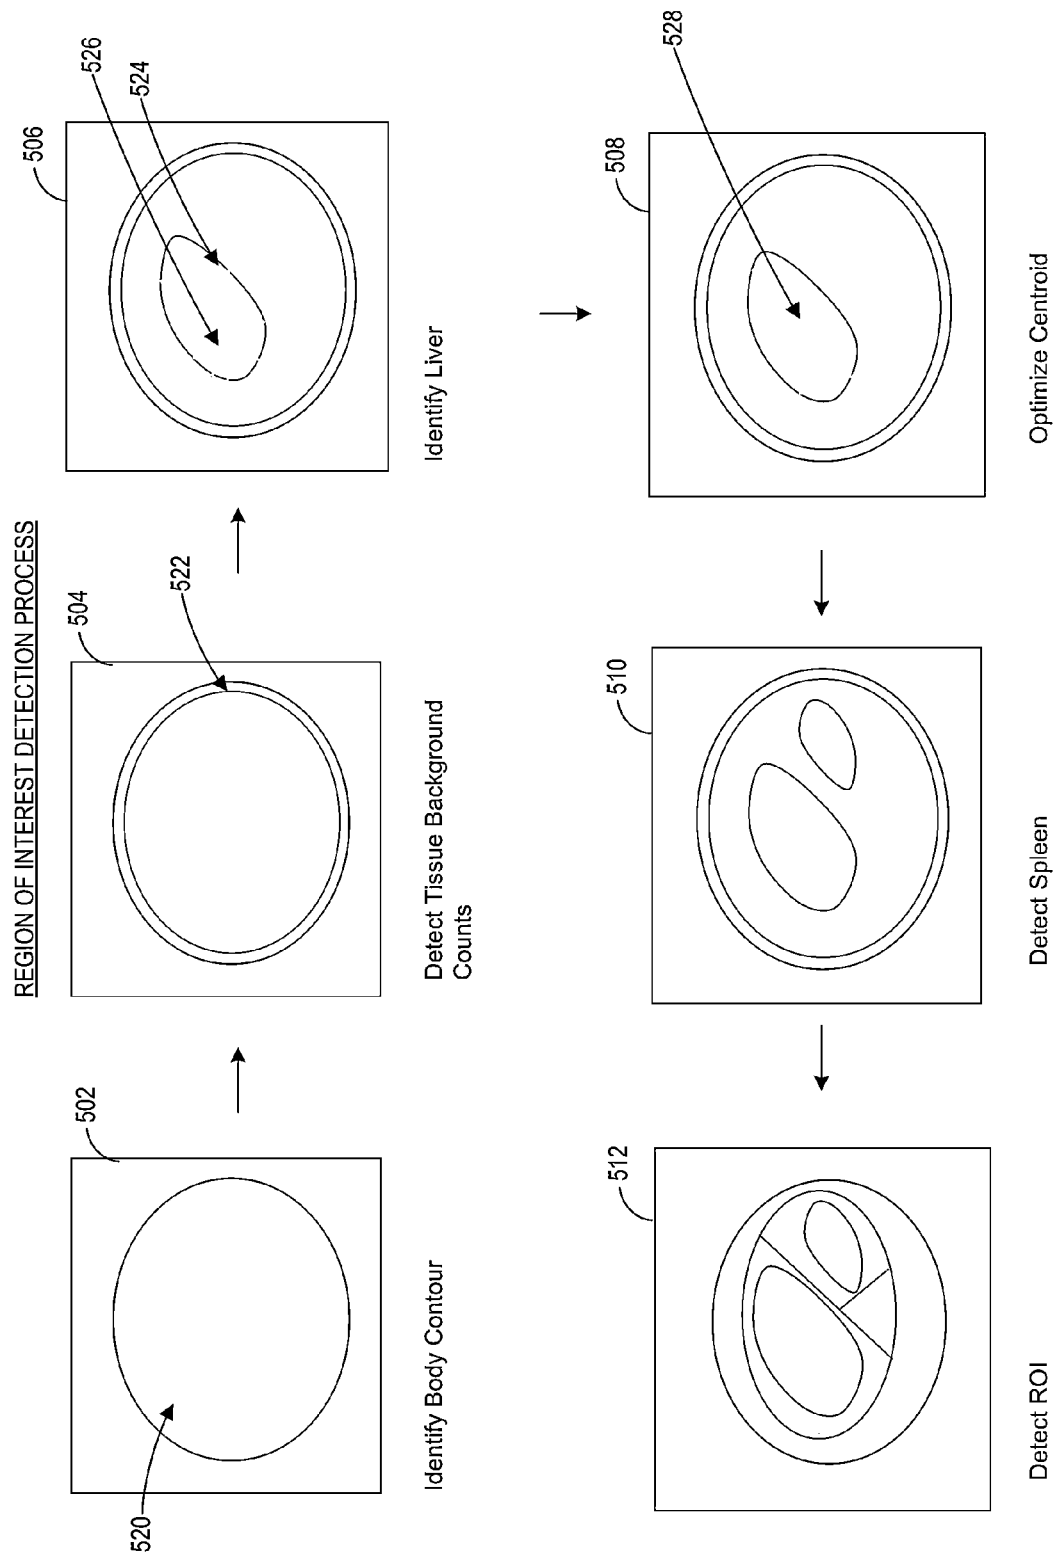 REGION OF INTEREST DETECTION PROCESS
502
520
Identify Body Contour
504
522
Detect Tissue Background
Counts
506
526
524
Identify Liver
508
528
Optimize Centroid
510
Detect Spleen
512
Detect ROI